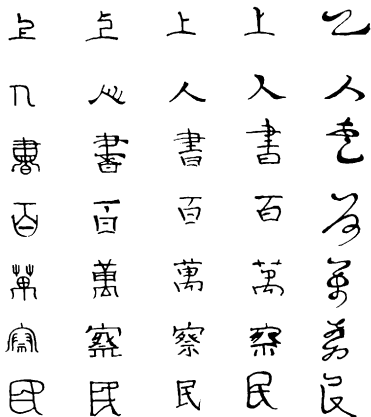 上 上 上 上 上
人 人 人 人 人
書 書 書 書 書
百 百 百 百 百
萬 萬 萬 萬 萬
察 察 察 察 察
民 民 民 民 民